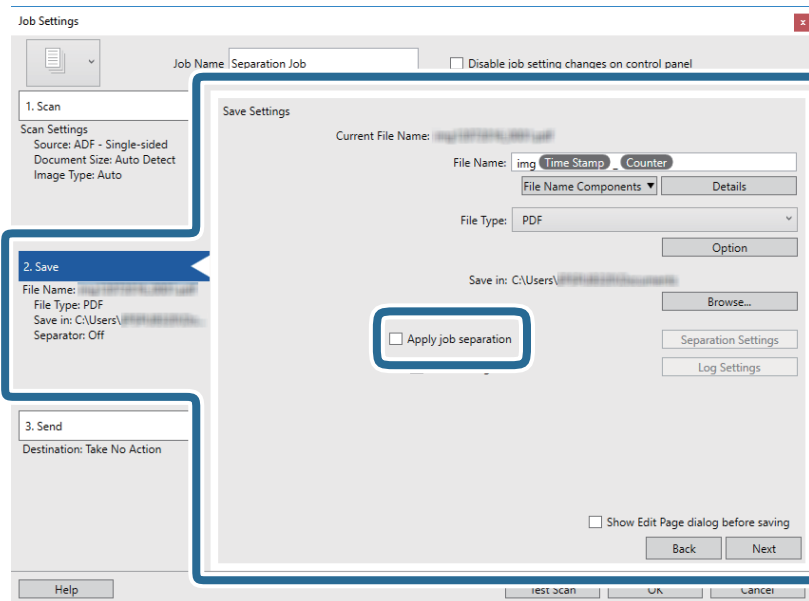 Job Settings
x
Job Name Separation Job
Disable job setting changes on control panel
1. Scan
Scan Settings
Source: ADF - Single-sided
Document Size: Auto Detect
Image Type: Auto
2. Save
File Name:
File Type: PDF
Save in: C:\Users\
Separator: Off
3. Send
Destination: Take No Action
Save Settings
Current File Name:
File Name: img Time Stamp _ Counter
File Name Components ▼ Details
File Type: PDF
Option
Save in: C:\Users\
Browse...
Apply job separation Separation Settings
Log Settings
Show Edit Page dialog before saving
Back Next
Help Test Scan OK Cancel